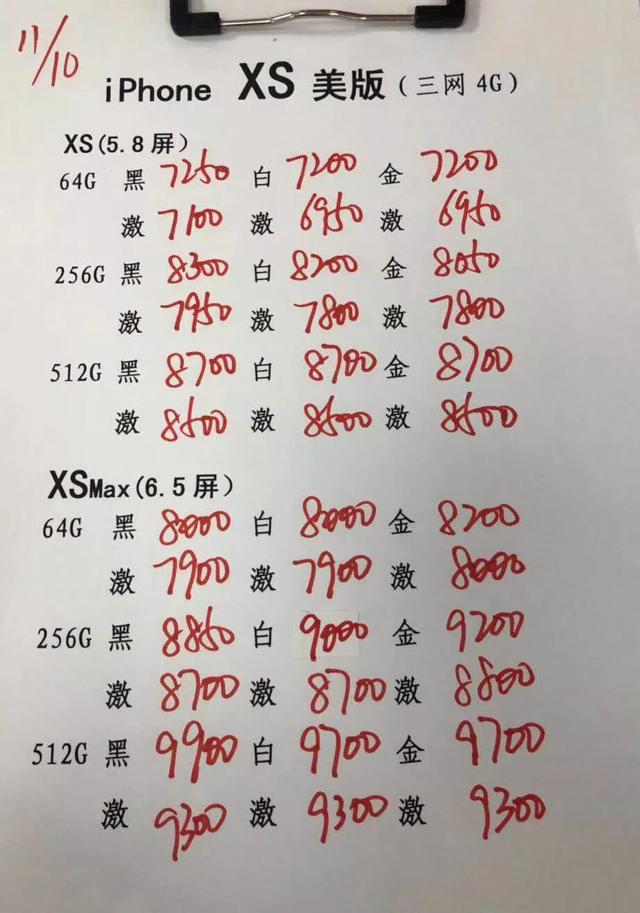 11/10
iPhone XS 美版(三网 4G)
XS(5.8屏)
64G 黑 7250 白 7200 金 7200
激 7100 激 6950 激 6950
256G 黑 8300 白 8200 金 8050
激 7950 激 7800 激 7800
512G 黑 8700 白 8700 金 8700
激 8500 激 8500 激 8500
XSMax(6.5屏)
64G 黑 8000 白 8000 金 8200
激 7900 激 7900 激 8000
256G 黑 8850 白 9000 金 9200
激 8700 激 8700 激 8800
512G 黑 9900 白 9700 金 9700
激 9300 激 9300 激 9300